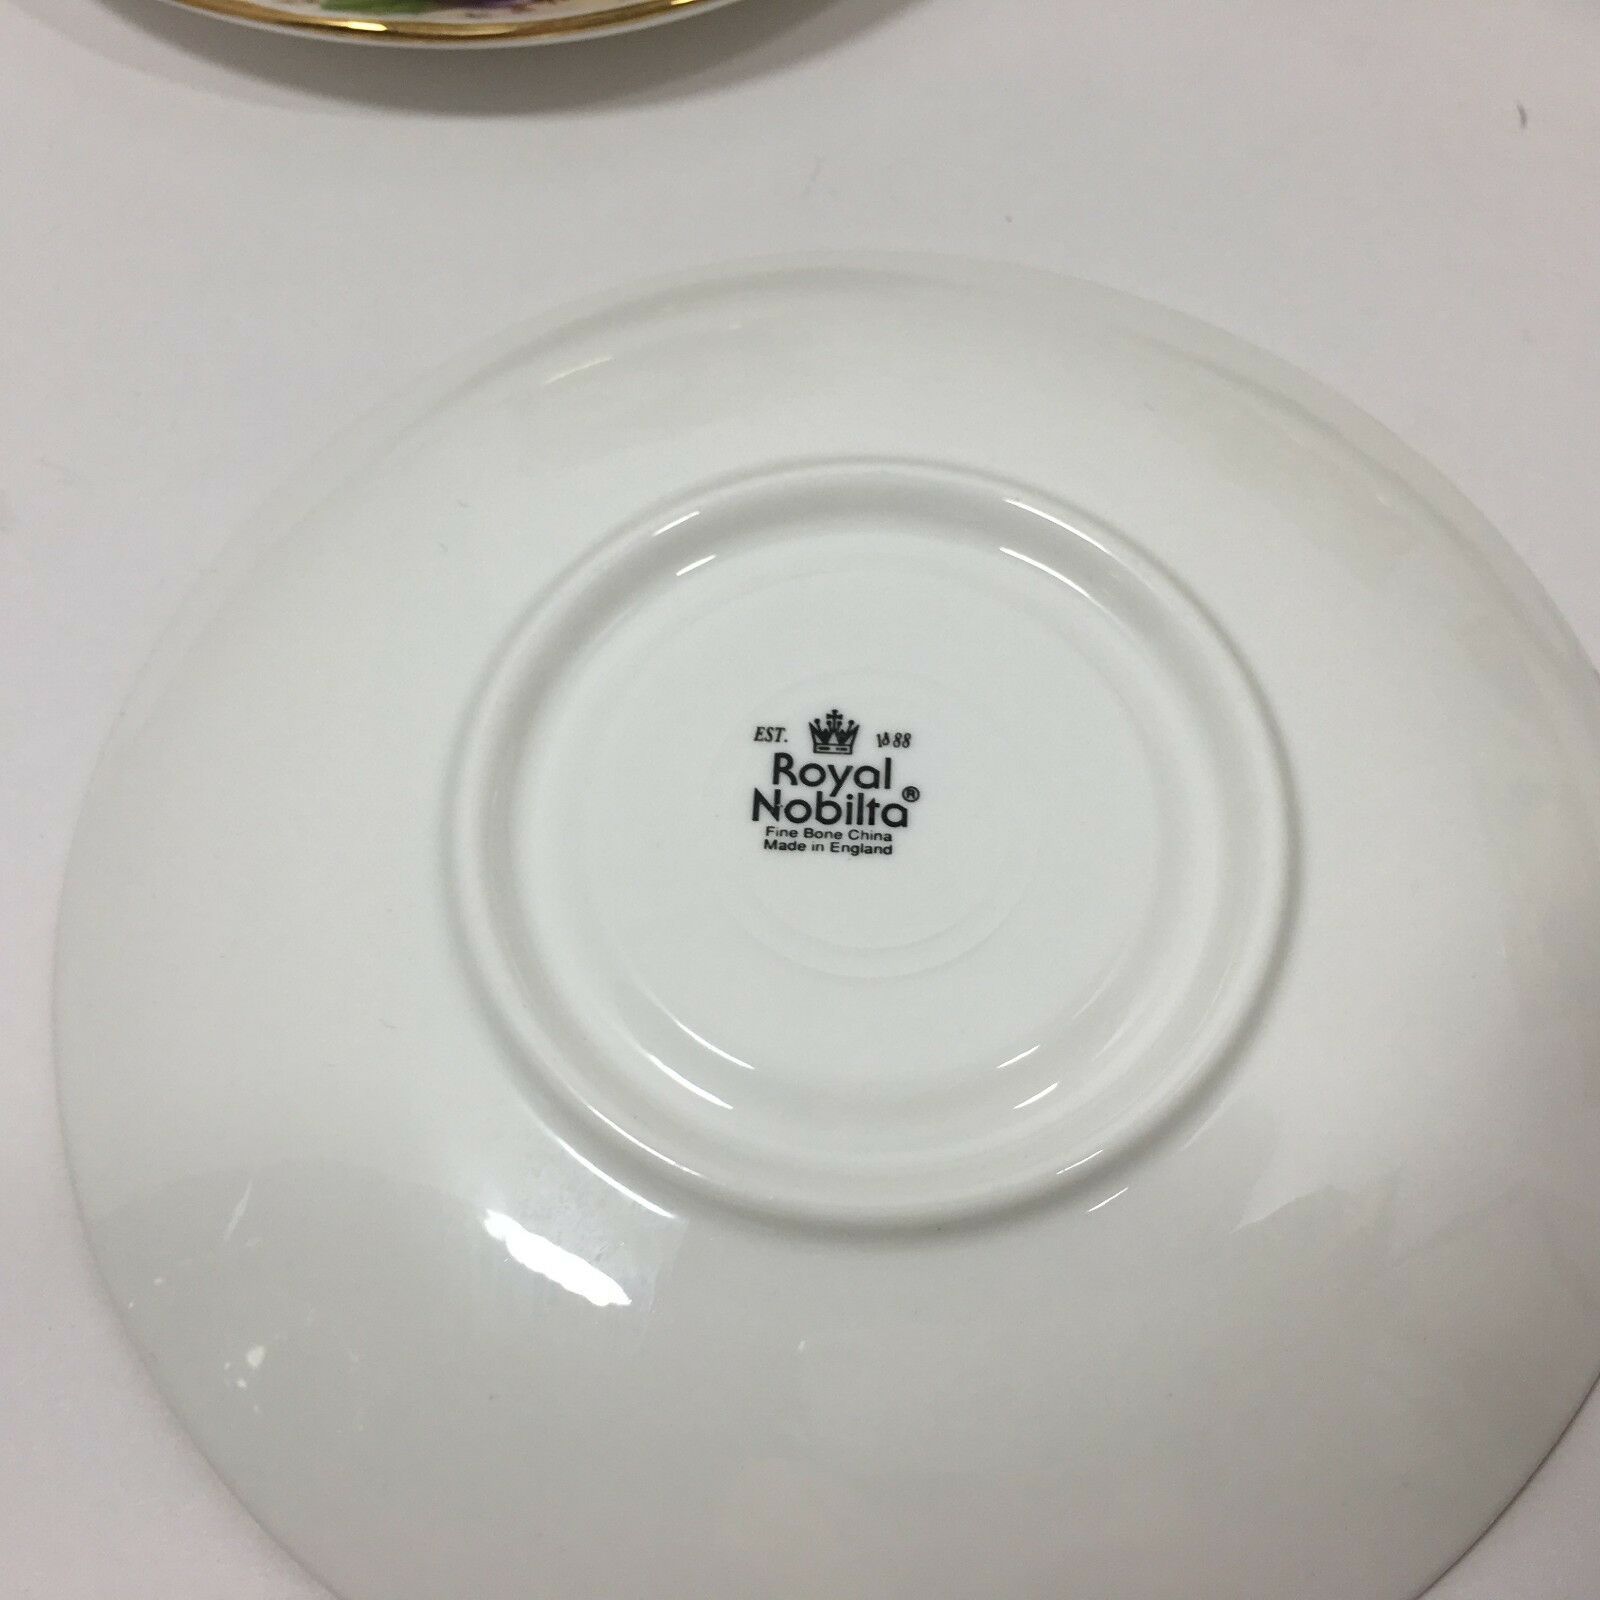 EST. 1888
Royal
Nobilta®
Fine Bone China
Made in England